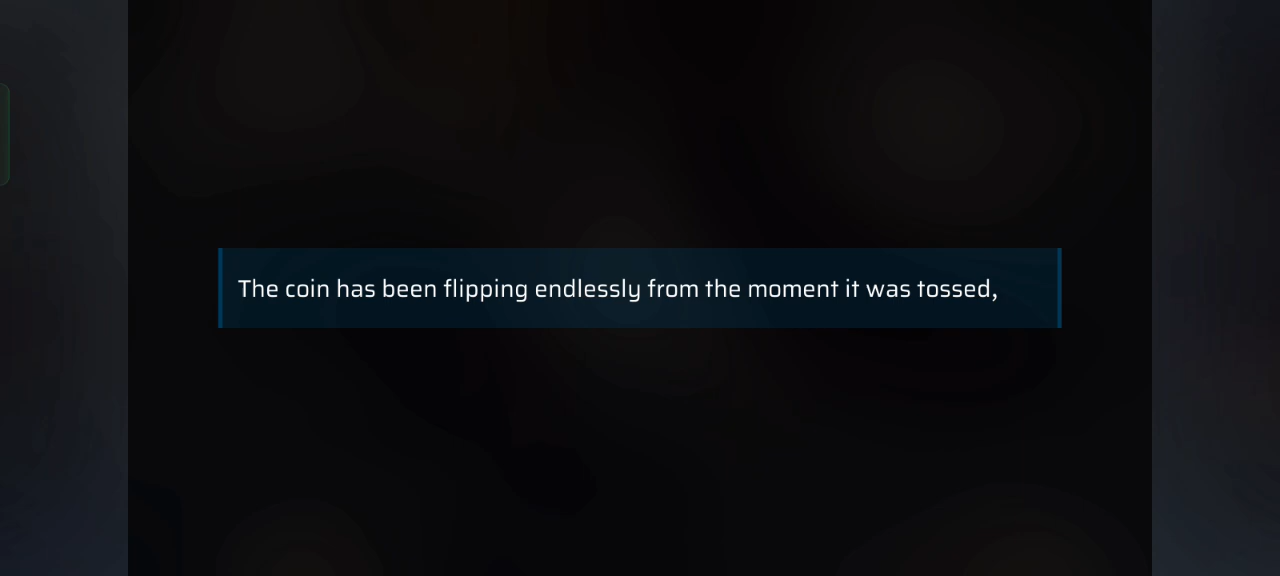 The coin has been flipping endlessly from the moment it was tossed,